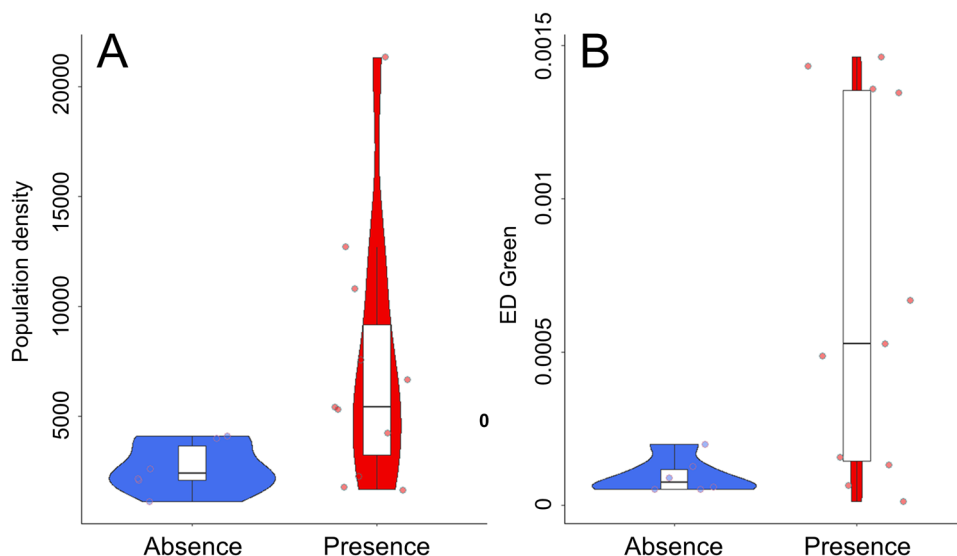 A
Population density
20000
15000
10000
5000
Absence
Presence
0
B
ED Green
0.0015
0.001
0.0005
0
Absence
Presence